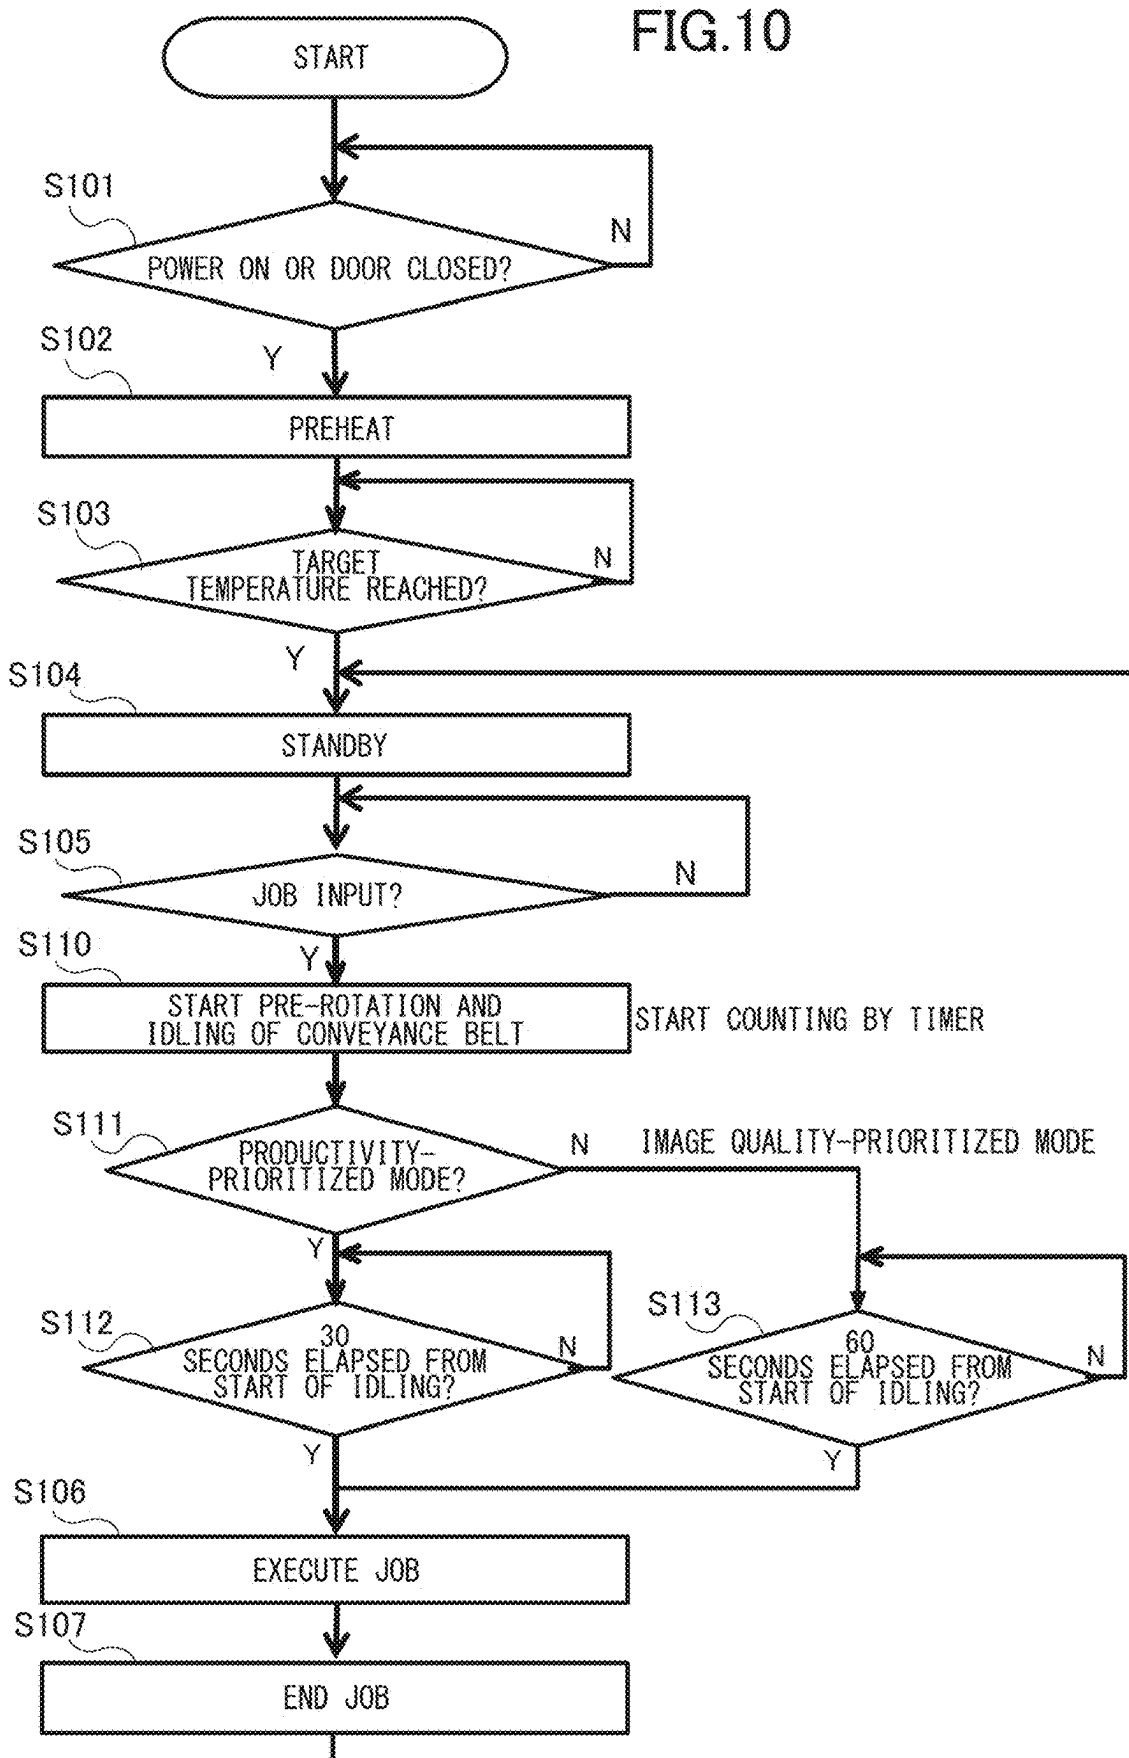 FIG.10
START
S101
N
POWER ON OR DOOR CLOSED?
S102
Y
PREHEAT
S103
N
TARGET
TEMPERATURE REACHED?
Y
S104
STANDBY
S105
N
JOB INPUT?
S110
Y
START PRE-ROTATION AND
IDLING OF CONVEYANCE BELT
START COUNTING BY TIMER
S111
N
IMAGE QUALITY-PRIORITIZED MODE
PRODUCTIVITY-
PRIORITIZED MODE?
Y
S112
30
SECONDS ELAPSED FROM
START OF IDLING?
N
S113
60
SECONDS ELAPSED FROM
START OF IDLING?
N
Y
Y
S106
EXECUTE JOB
S107
END JOB